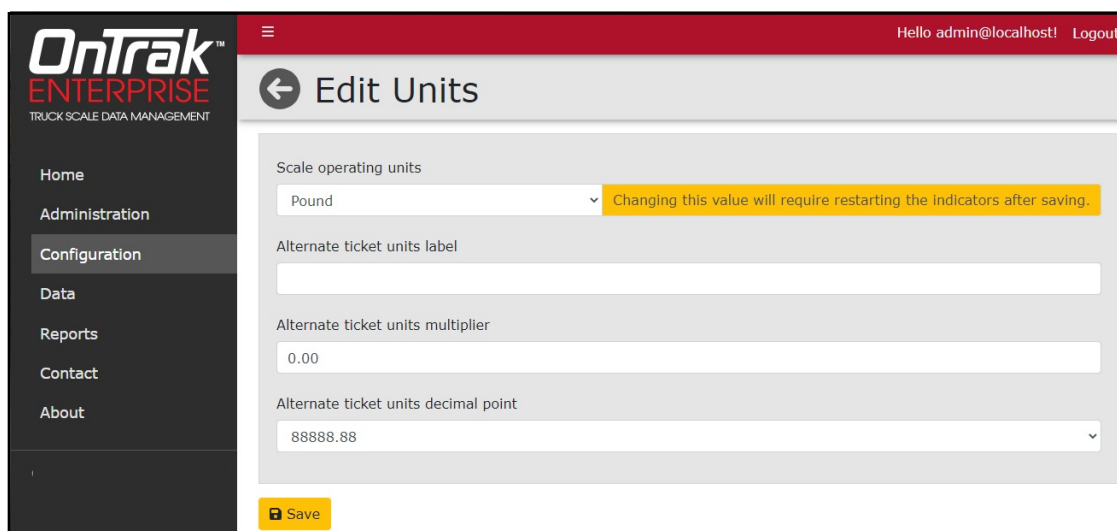 OnTrak™
ENTERPRISE
TRUCK SCALE DATA MANAGEMENT
Home
Administration
Configuration
Data
Reports
Contact
About
Hello admin@localhost! Logout
Edit Units
Scale operating units
Pound Changing this value will require restarting the indicators after saving.
Alternate ticket units label
Alternate ticket units multiplier
0.00
Alternate ticket units decimal point
88888.88
Save